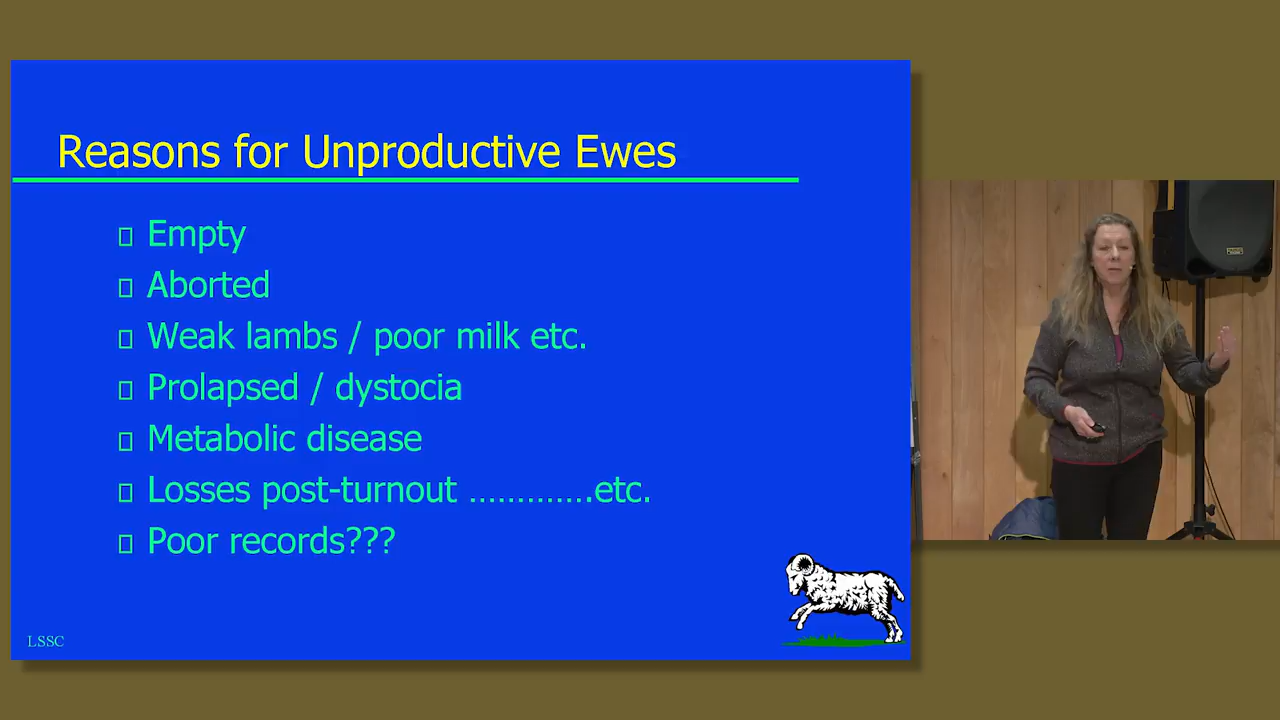 Reasons for Unproductive Ewes
Empty
Aborted
Weak lambs / poor milk etc.
Prolapsed / dystocia
Metabolic disease
Losses post-turnout .............etc.
Poor records???
LSSC